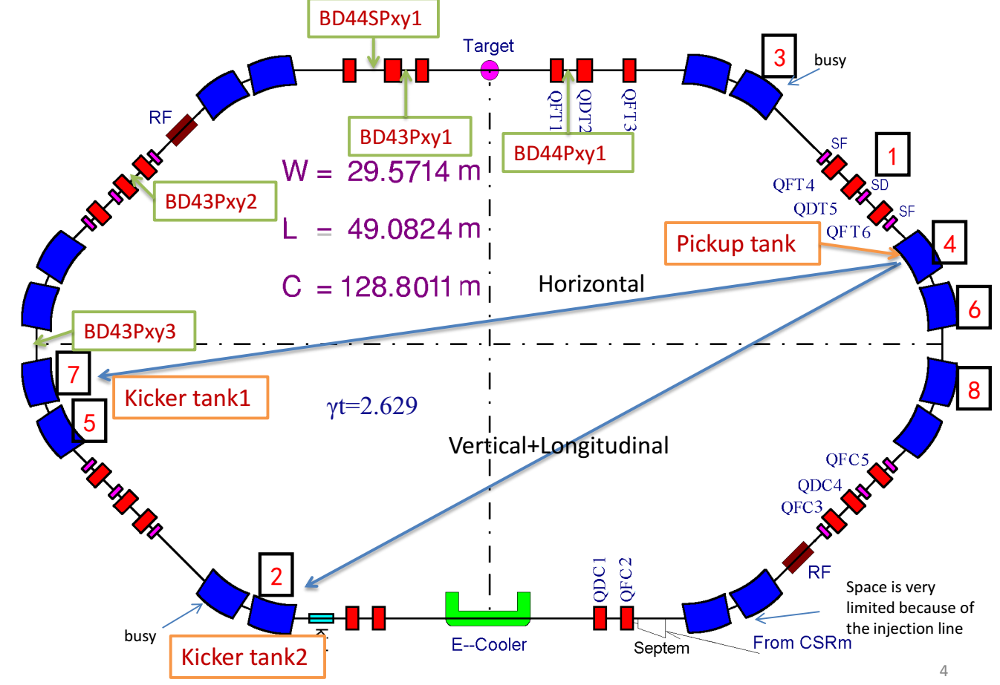 BD44SPxy1
Target
3
busy
RF
BD43Pxy1
BD44Pxy1
QFT1
QDT2
QFT3
SF
1
W = 29.5714 m
QFT4
SD
BD43Pxy2
QDT5
SF
L = 49.0824 m
QFT6
Pickup tank
4
C = 128.8011 m
Horizontal
6
BD43Pxy3
7
Kicker tank1
8
γt=2.629
5
Vertical+Longitudinal
QFC5
QDC4
QFC3
2
QDC1
QFC2
RF
Space is very
limited because of
the injection line
busy
E--Cooler
Septem
From CSRm
Kicker tank2
4